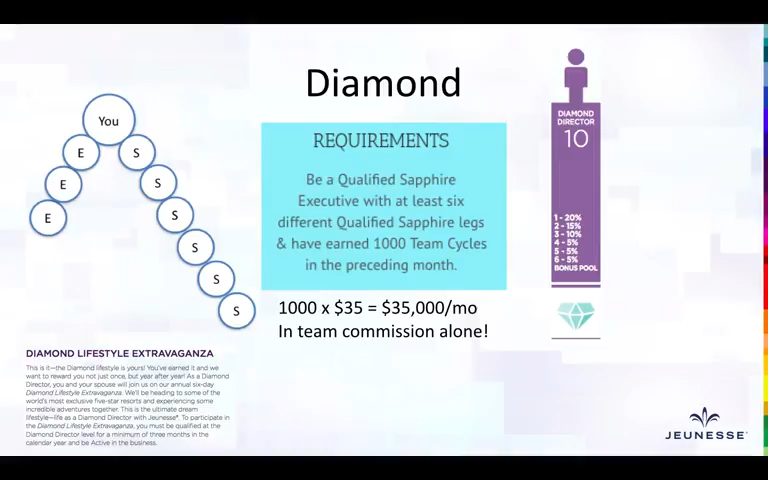 Diamond
You
E
S
E
S
E
S
S
S
S
REQUIREMENTS
Be a Qualified Sapphire
Executive with at least six
different Qualified Sapphire legs
& have earned 1000 Team Cycles
in the preceding month.
1000 x $35 = $35,000/mo
In team commission alone!
DIAMOND
DIRECTOR
10
1 - 20%
2 - 15%
3 - 10%
4 - 5%
5 - 5%
6 - 5%
BONUS POOL
DIAMOND LIFESTYLE EXTRAVAGANZA
This is it—the Diamond lifestyle is yours! You've earned it and we
want to reward you not just once, but year after year! As a Diamond
Director, you and your spouse will join us on our annual six-day
Diamond Lifestyle Extravaganza. We'll be heading to some of the
world's most exclusive five-star resorts and experiencing some
incredible adventures together. This is the ultimate dream
lifestyle—life as a Diamond Director with Jeunesse®. To participate in
the Diamond Lifestyle Extravaganza, you must be qualified at the
Diamond Director level for a minimum of three months in the
calendar year and be Active in the business.
JEUNESSE